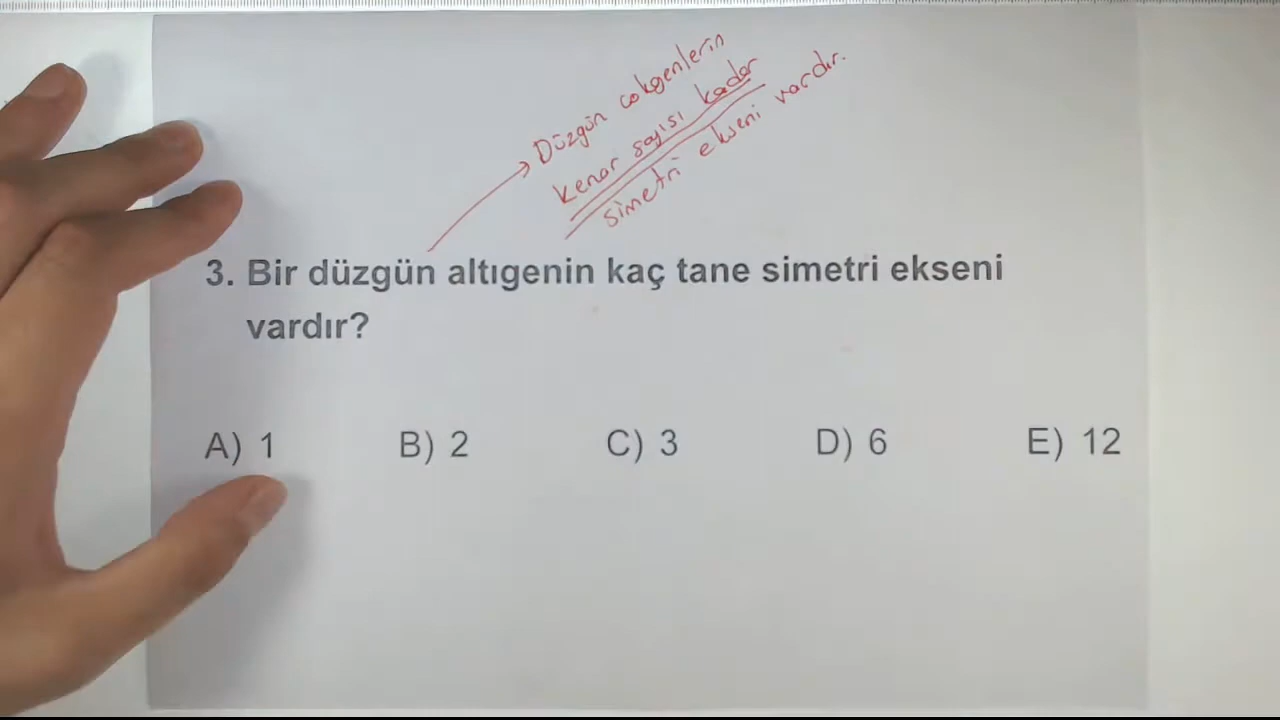 Düzgün çokgenlerin
kenar sayısı kadar
simetri ekseni vardır.
3. Bir düzgün altıgenin kaç tane simetri ekseni
vardır?
A) 1 B) 2 C) 3 D) 6 E) 12